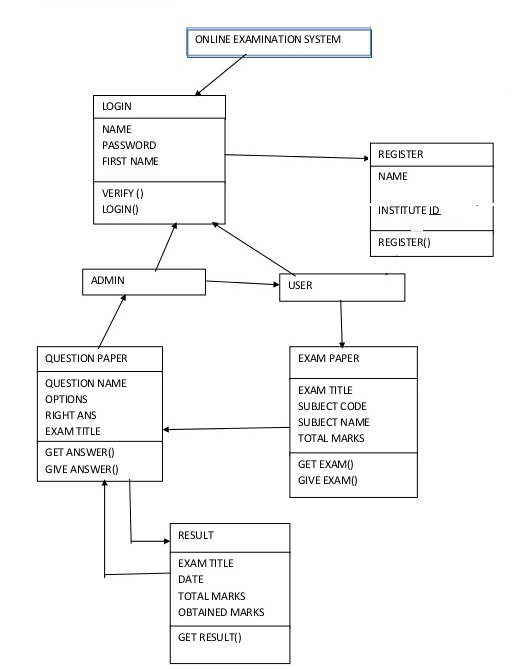 ONLINE EXAMINATION SYSTEM
LOGIN
NAME
PASSWORD
FIRST NAME
VERIFY ()
LOGIN()
REGISTER
NAME
INSTITUTE ID
REGISTER()
ADMIN
USER
QUESTION PAPER
QUESTION NAME
OPTIONS
RIGHT ANS
EXAM TITLE
GET ANSWER()
GIVE ANSWER()
EXAM PAPER
EXAM TITLE
SUBJECT CODE
SUBJECT NAME
TOTAL MARKS
GET EXAM()
GIVE EXAM()
RESULT
EXAM TITLE
DATE
TOTAL MARKS
OBTAINED MARKS
GET RESULT()